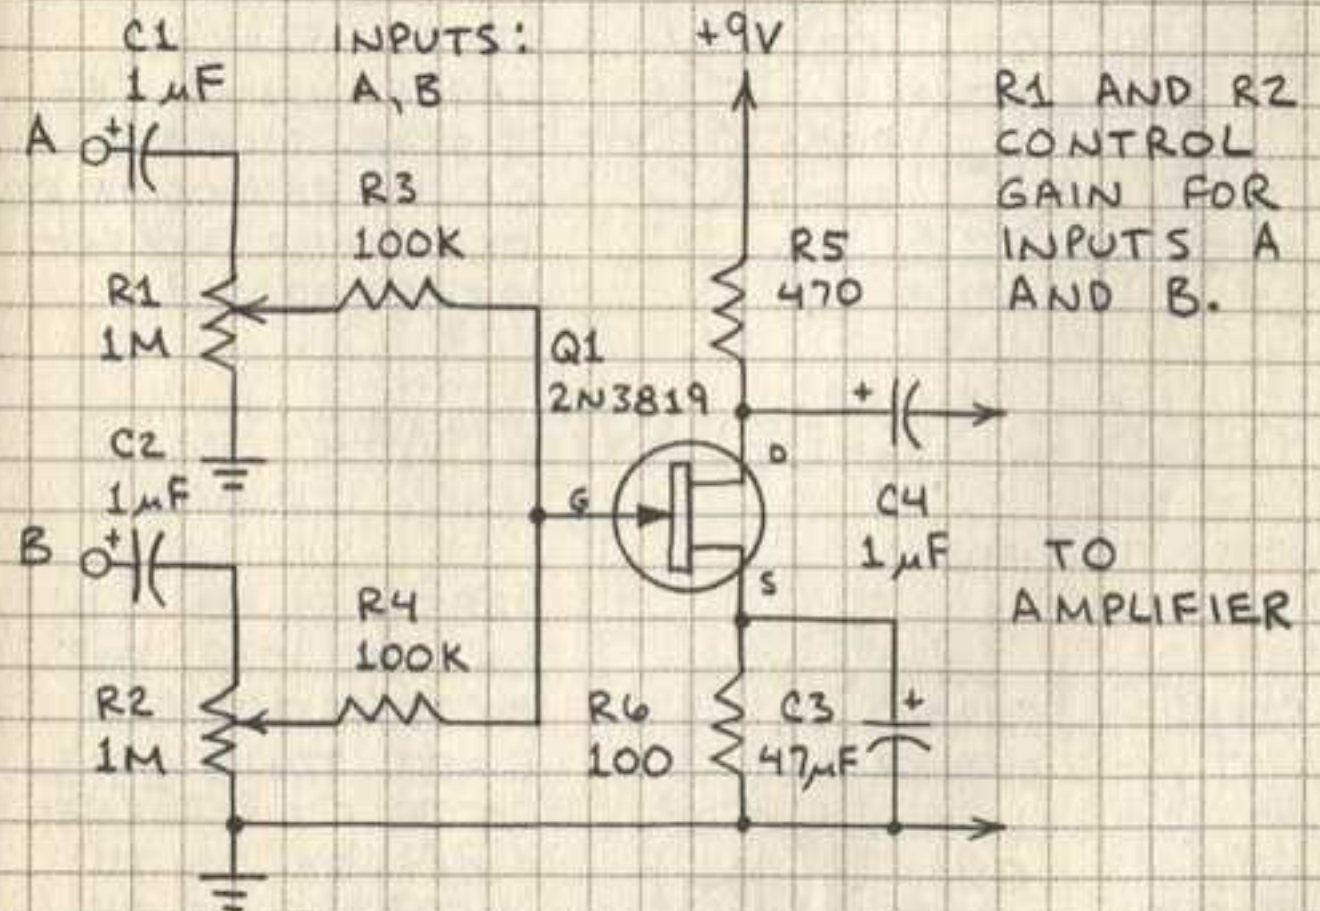 C1
1µF
INPUTS:
A, B
+9V
R1 AND R2
CONTROL
GAIN FOR
INPUTS A
AND B.
A
+
R3
100K
R1
1M
R5
470
Q1
2N3819
+
D
G
S
C4
1µF
C2
1µF
B
+
TO
AMPLIFIER
R4
100K
R2
1M
R6
100
C3
47µF
+